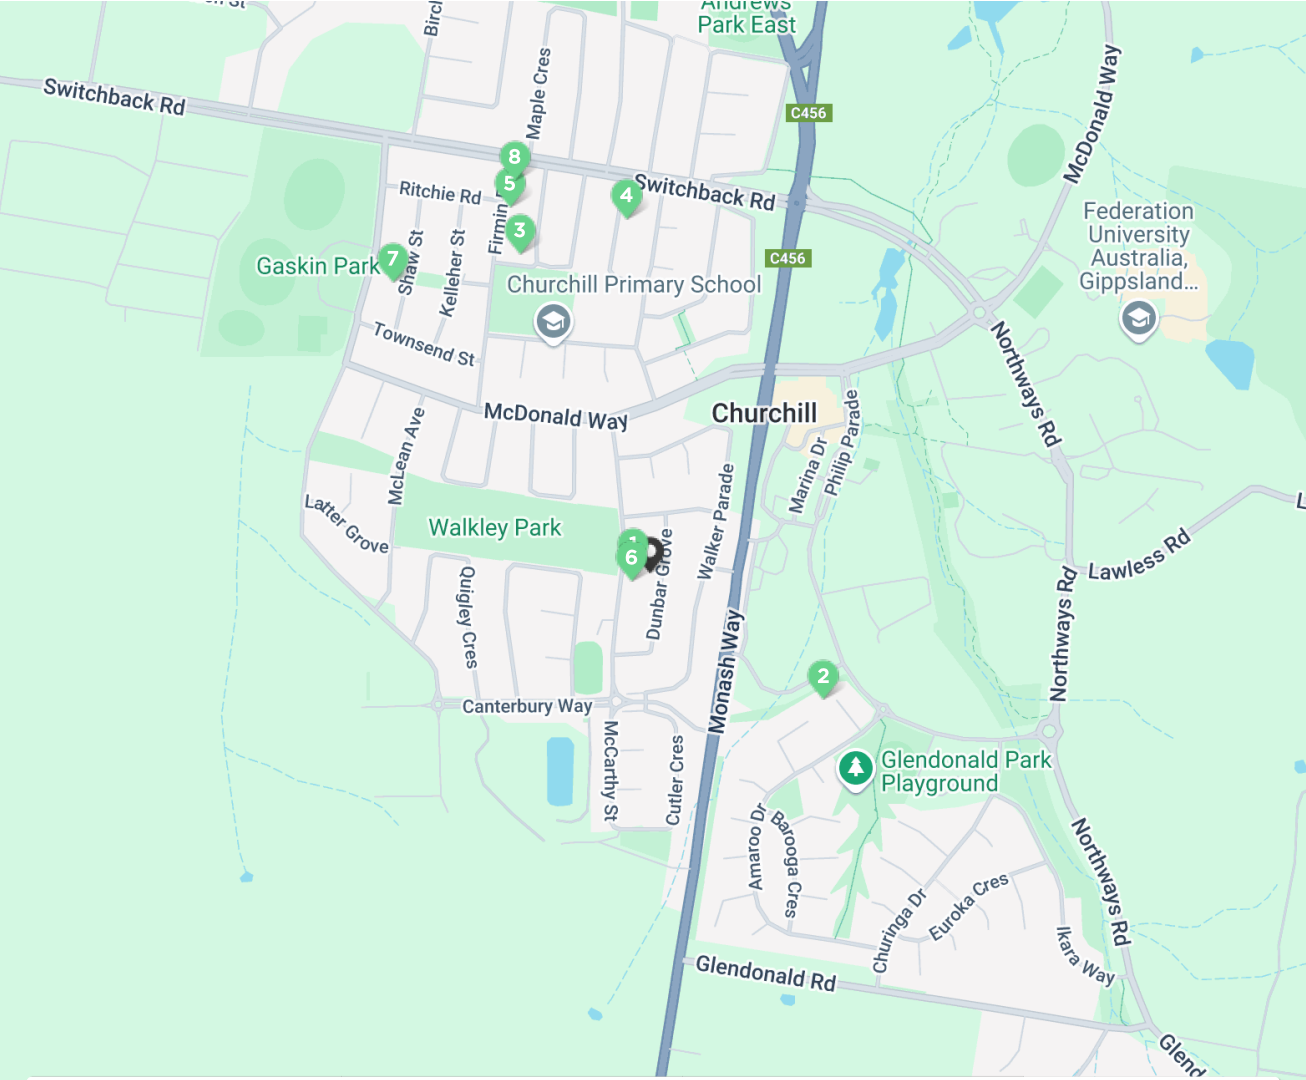 Andrews
Park East
Maple Cres
Switchback Rd
C456
McDonald Way
8
5
4
Switchback Rd
Ritchie Rd
Firmin
3
Federation
University
Australia,
Gippsland...
7
Gaskin Park
Shaw St
Kelleher St
C456
Churchill Primary School
Townsend St
Northways Rd
McDonald Way
Churchill
McLean Ave
Philip Parade
Marina Dr
Walker Parade
Latter Grove
Walkley Park
1
6
Dunbar Grove
Lawless Rd
Quigley Cres
Northways Rd
Monash Way
2
Canterbury Way
McCarthy St
Cutler Cres
Glendonald Park
Playground
Amaroo Dr
Barooga Cres
Northways Rd
Churinga Dr
Euroka Cres
Ikara Way
Glendonald Rd
Glend